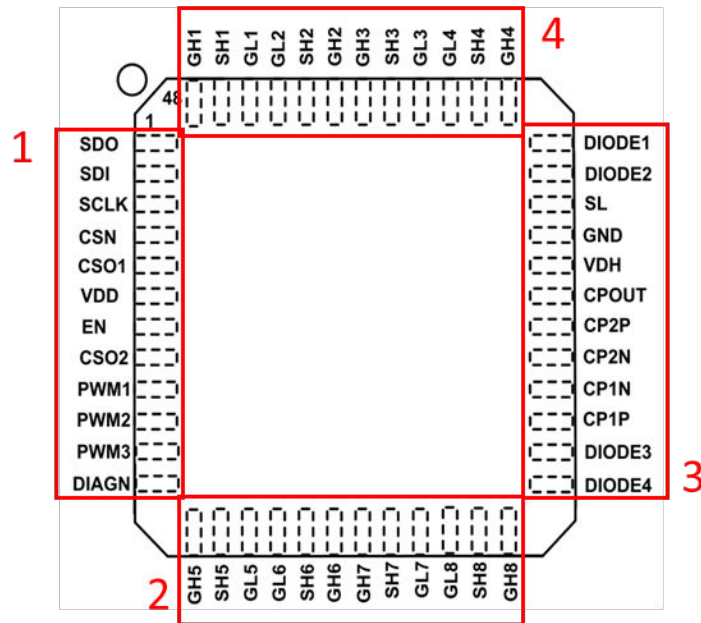 4
GH1
SH1
GL1
GL2
SH2
GH2
GH3
SH3
GL3
GL4
SH4
GH4
48
1
1
SDO
SDI
SCLK
CSN
CSO1
VDD
EN
CSO2
PWM1
PWM2
PWM3
DIAGN
DIODE1
DIODE2
SL
GND
VDH
CPOUT
CP2P
CP2N
CP1N
CP1P
DIODE3
DIODE4
3
2
GH5
SH5
GL5
GL6
SH6
GH6
GH7
SH7
GL7
GL8
SH8
GH8